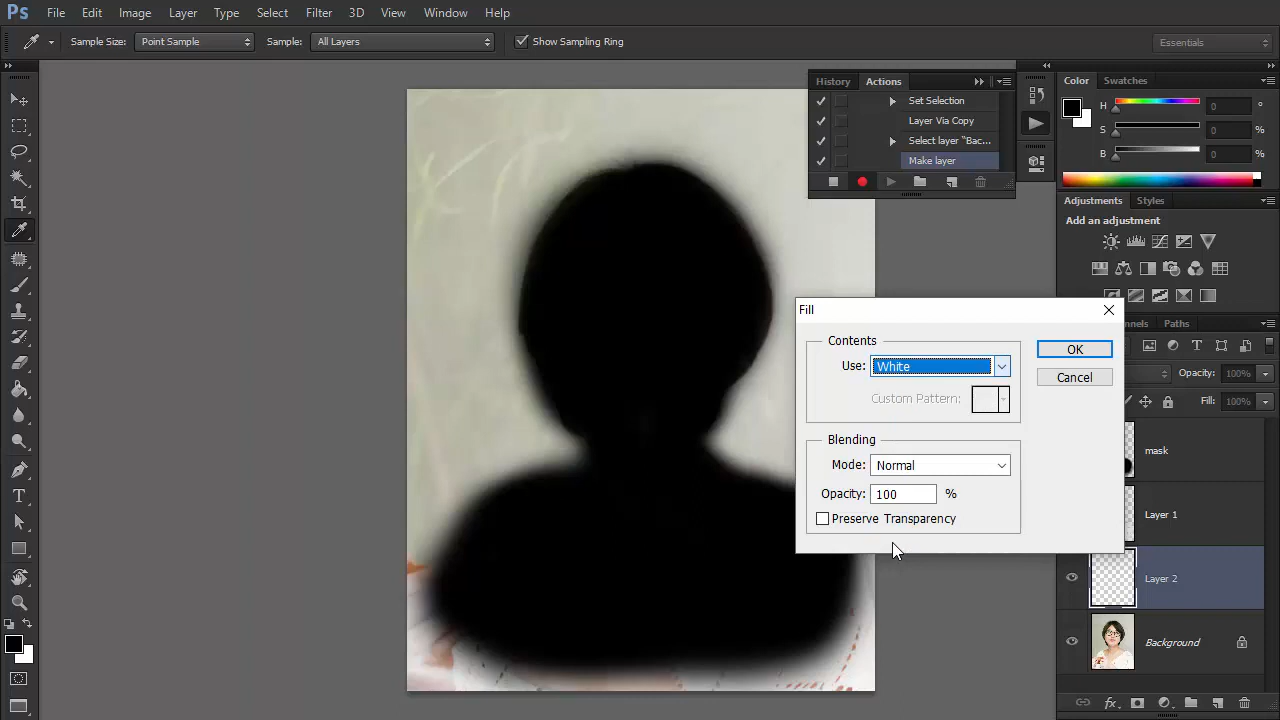 Ps File Edit Image Layer Type Select Filter 3D View Window Help
Sample Size: Point Sample Sample: All Layers Show Sampling Ring Essentials
History Actions
Set Selection
Layer Via Copy
Select layer “Bac...
Make layer
Color Swatches
H 0 °
S 0 %
B 0 %
Adjustments Styles
Add an adjustment
Fill
Contents
Use: White
Custom Pattern:
Blending
Mode: Normal
Opacity: 100 %
Preserve Transparency
OK
Cancel
Paths
Opacity: 100%
Fill: 100%
mask
Layer 1
Layer 2
Background
fx